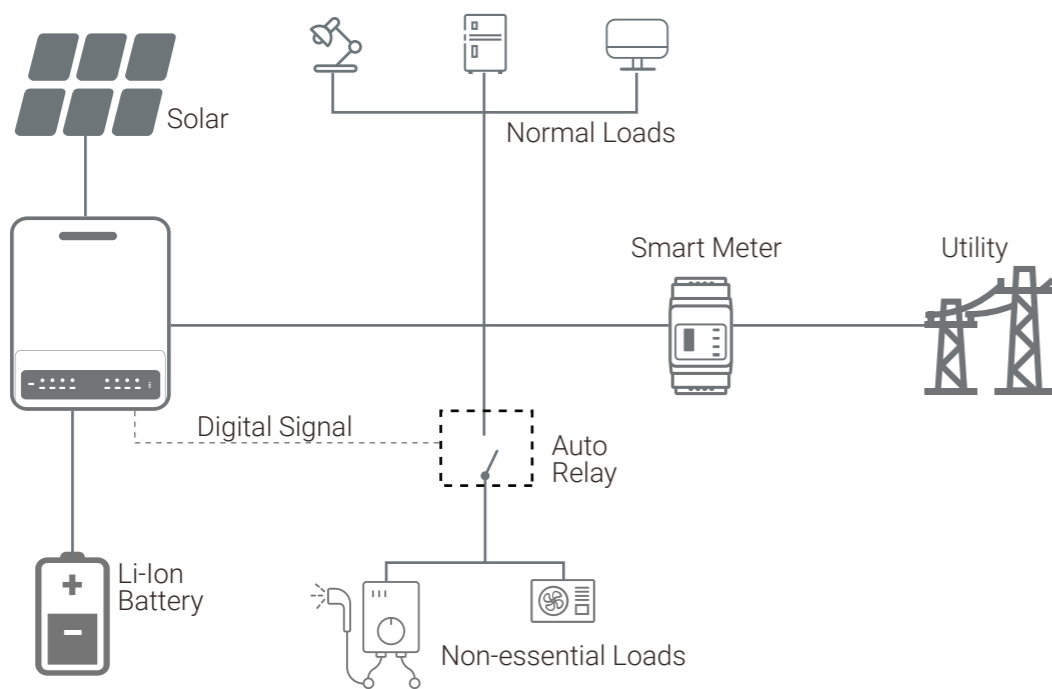 Solar
Normal Loads
Smart Meter
Utility
Digital Signal
Auto
Relay
Li-Ion
Battery
Non-essential Loads